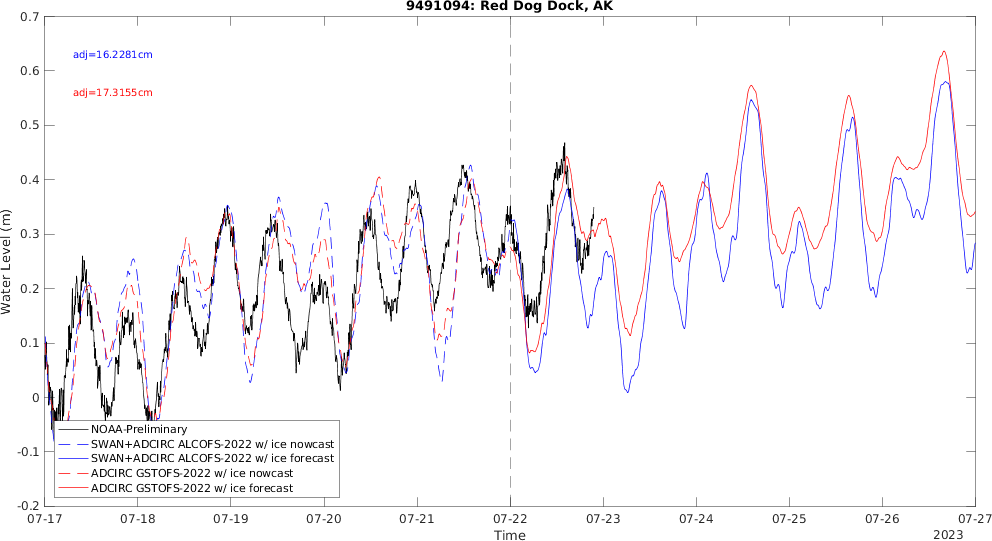 9491094: Red Dog Dock, AK
adj=16.2281cm
adj=17.3155cm
Water Level (m)
0.7
0.6
0.5
0.4
0.3
0.2
0.1
0
-0.1
-0.2
NOAA-Preliminary
SWAN+ADCIRC ALCOFS-2022 w/ ice nowcast
SWAN+ADCIRC ALCOFS-2022 w/ ice forecast
ADCIRC GSTOFS-2022 w/ ice nowcast
ADCIRC GSTOFS-2022 w/ ice forecast
07-17 07-18 07-19 07-20 07-21 07-22 07-23 07-24 07-25 07-26 07-27
Time
2023